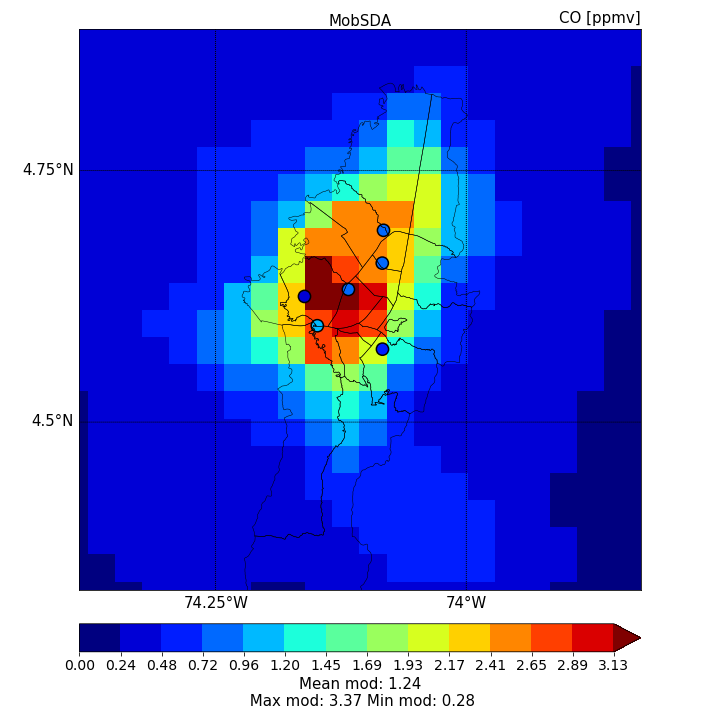 MobSDA
CO [ppmv]
4.75°N
4.5°N
74.25°W 74°W
0.00 0.24 0.48 0.72 0.96 1.20 1.45 1.69 1.93 2.17 2.41 2.65 2.89 3.13
Mean mod: 1.24
Max mod: 3.37 Min mod: 0.28